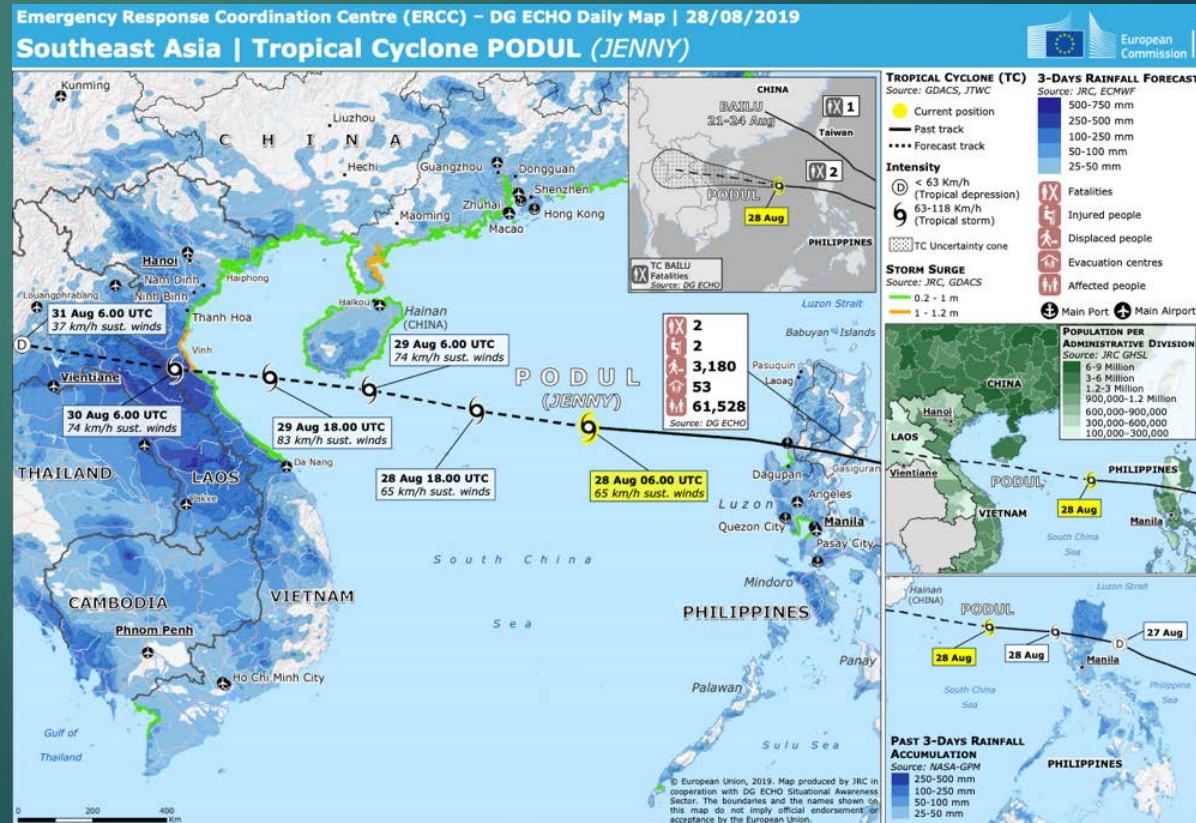 Emergency Response Coordination Centre (ERCC) – DG ECHO Daily Map | 28/08/2019
Southeast Asia | Tropical Cyclone PODUL (JENNY)
European
Commission
Kunming
Liuzhou
CHINA
Hechi
Guangzhou
Dongguan
Shenzhen
Zhuhai
Hong Kong
Macao
Maoming
Hanoi
Nam Dinh
Haiphong
Ninh Binh
Louangphrabang
Thanh Hoa
Haikou
Hainan
(CHINA)
31 Aug 6.00 UTC
37 km/h sust. winds
D
Vinh
Vientiane
29 Aug 6.00 UTC
74 km/h sust. winds
PODUL
(JENNY)
30 Aug 6.00 UTC
74 km/h sust. winds
29 Aug 18.00 UTC
83 km/h sust. winds
28 Aug 18.00 UTC
65 km/h sust. winds
28 Aug 06.00 UTC
65 km/h sust. winds
THAILAND
LAOS
Da Nang
Pakxe
CAMBODIA
VIETNAM
Phnom Penh
Ho Chi Minh City
Gulf of
Thailand
South China
Sea
0 200 400
Km
Luzon Strait
Babuyan Islands
Pasuquin
Laoag
2
2
3,180
53
61,528
Source: DG ECHO
Gasiguran
Dagupan
Angeles
Luzon
Quezon City
Manila
Pasay City
Mindoro
PHILIPPINES
Panay
Palawan
Sulu Sea
© European Union, 2019. Map produced by JRC in
cooperation with DG ECHO Situational Awareness
Sector. The boundaries and the names shown on
this map do not imply official endorsement or
acceptance by the European Union.
CHINA
BAILU
21-24 Aug
1
Taiwan
2
PODUL
28 Aug
PHILIPPINES
TC BAILU
Fatalities
Source: DG ECHO
TROPICAL CYCLONE (TC)
Source: GDACS, JTWC
Current position
Past track
Forecast track
Intensity
D < 63 Km/h
(Tropical depression)
63-118 Km/h
(Tropical storm)
TC Uncertainty cone
STORM SURGE
Source: JRC, GDACS
0.2 - 1 m
1 - 1.2 m
3-DAYS RAINFALL FORECAST
Source: JRC, ECMWF
500-750 mm
250-500 mm
100-250 mm
50-100 mm
25-50 mm
Fatalities
Injured people
Displaced people
Evacuation centres
Affected people
Main Port
Main Airport
POPULATION PER
ADMINISTRATIVE DIVISION
Source: JRC GHSL
6-9 Million
3-6 Million
1.2-3 Million
900,000-1.2 Million
600,000-900,000
300,000-600,000
100,000-300,000
CHINA
Hanoi
LAOS
Vientiane
PODUL
PHILIPPINES
28 Aug
VIETNAM
Manila
South China
Sea
Hainan
(CHINA)
Luzon Strait
PODUL
27 Aug
D
28 Aug
28 Aug
Manila
South China
Sea
Philippine
Sea
PAST 3-DAYS RAINFALL
ACCUMULATION
Source: NASA-GPM
250-500 mm
100-250 mm
50-100 mm
25-50 mm
PHILIPPINES